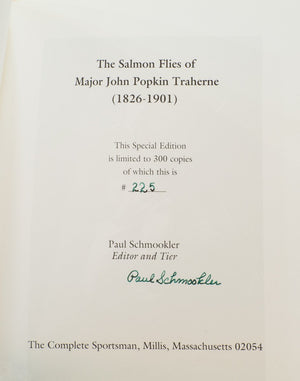 The Salmon Flies of
Major John Popkin Traherne
(1826-1901)
This Special Edition
is limited to 300 copies
of which this is
# 225
Paul Schmookler
Editor and Tier
Paul Schmookler
The Complete Sportsman, Millis, Massachusetts 02054